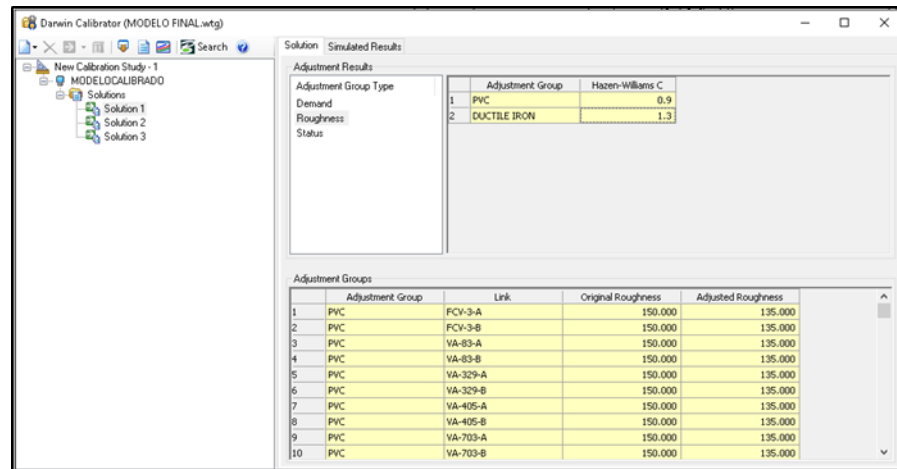 Darwin Calibrator (MODELO FINAL.wtg)
Search
New Calibration Study - 1
MODELOCALIBRADO
Solutions
Solution 1
Solution 2
Solution 3
Solution Simulated Results
Adjustment Results
Adjustment Group Type
Demand
Roughness
Status
Adjustment Group Hazen-Williams C
1 PVC 0.9
2 DUCTILE IRON 1.3
Adjustment Groups
Adjustment Group Link Original Roughness Adjusted Roughness
1 PVC FCV-3-A 150.000 135.000
2 PVC FCV-3-B 150.000 135.000
3 PVC VA-83-A 150.000 135.000
4 PVC VA-83-B 150.000 135.000
5 PVC VA-329-A 150.000 135.000
6 PVC VA-329-B 150.000 135.000
7 PVC VA-405-A 150.000 135.000
8 PVC VA-405-B 150.000 135.000
9 PVC VA-703-A 150.000 135.000
10 PVC VA-703-B 150.000 135.000